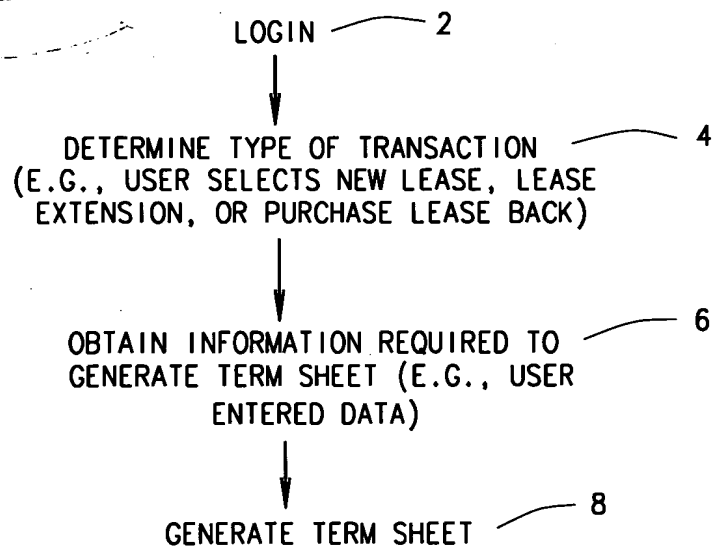 LOGIN 2
DETERMINE TYPE OF TRANSACTION 4
(E.G., USER SELECTS NEW LEASE, LEASE
EXTENSION, OR PURCHASE LEASE BACK)
OBTAIN INFORMATION REQUIRED TO 6
GENERATE TERM SHEET (E.G., USER
ENTERED DATA)
GENERATE TERM SHEET 8